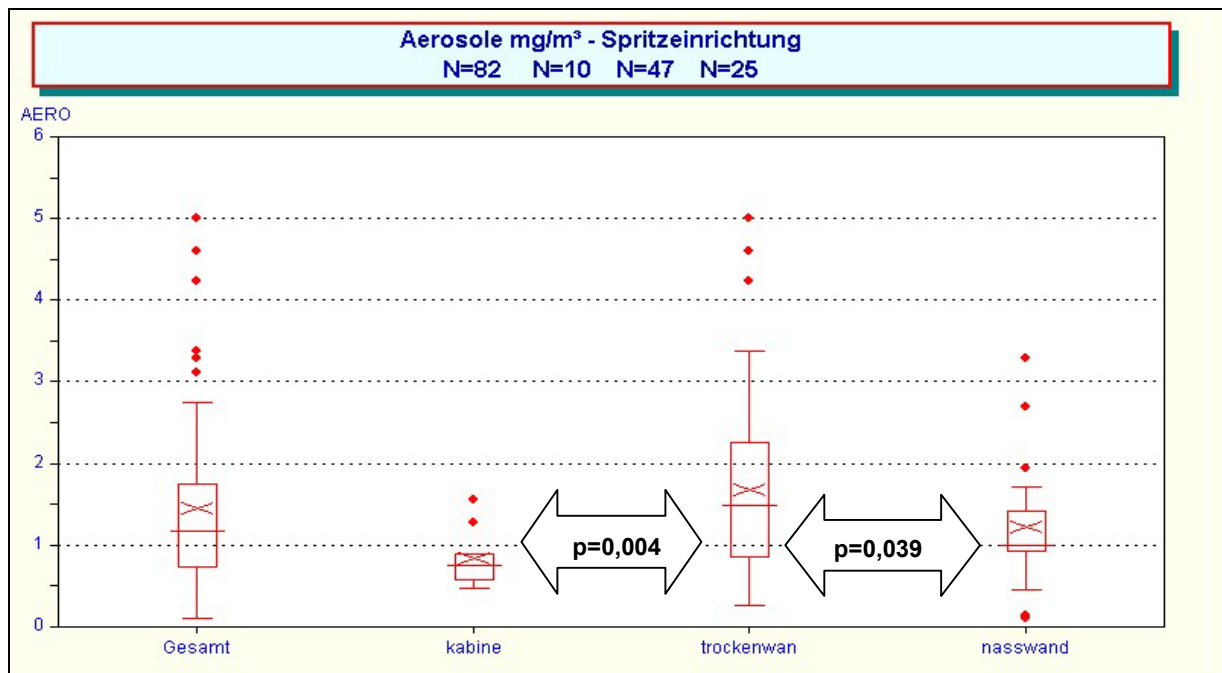 Aerosole mg/m³ - Spritzeinrichtung
N=82 N=10 N=47 N=25
AERO
6
5
4
3
2
1
0
p=0,004
p=0,039
Gesamt kabine trockenwan nasswand